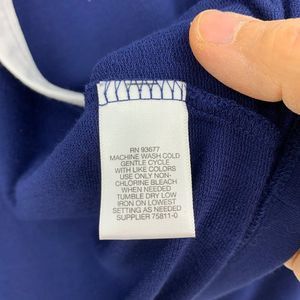 RN 93677
MACHINE WASH COLD
GENTLE CYCLE
WITH LIKE COLORS
USE ONLY NON-
CHLORINE BLEACH
WHEN NEEDED
TUMBLE DRY LOW
IRON ON LOWEST
SETTING AS NEEDED
SUPPLIER 75811-0